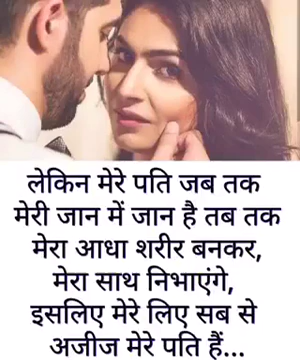 लेकिन मेरे पति जब तक
मेरी जान में जान है तब तक
मेरा आधा शरीर बनकर,
मेरा साथ निभाएंगे,
इसलिए मेरे लिए सब से
अजीज मेरे पति हैं...